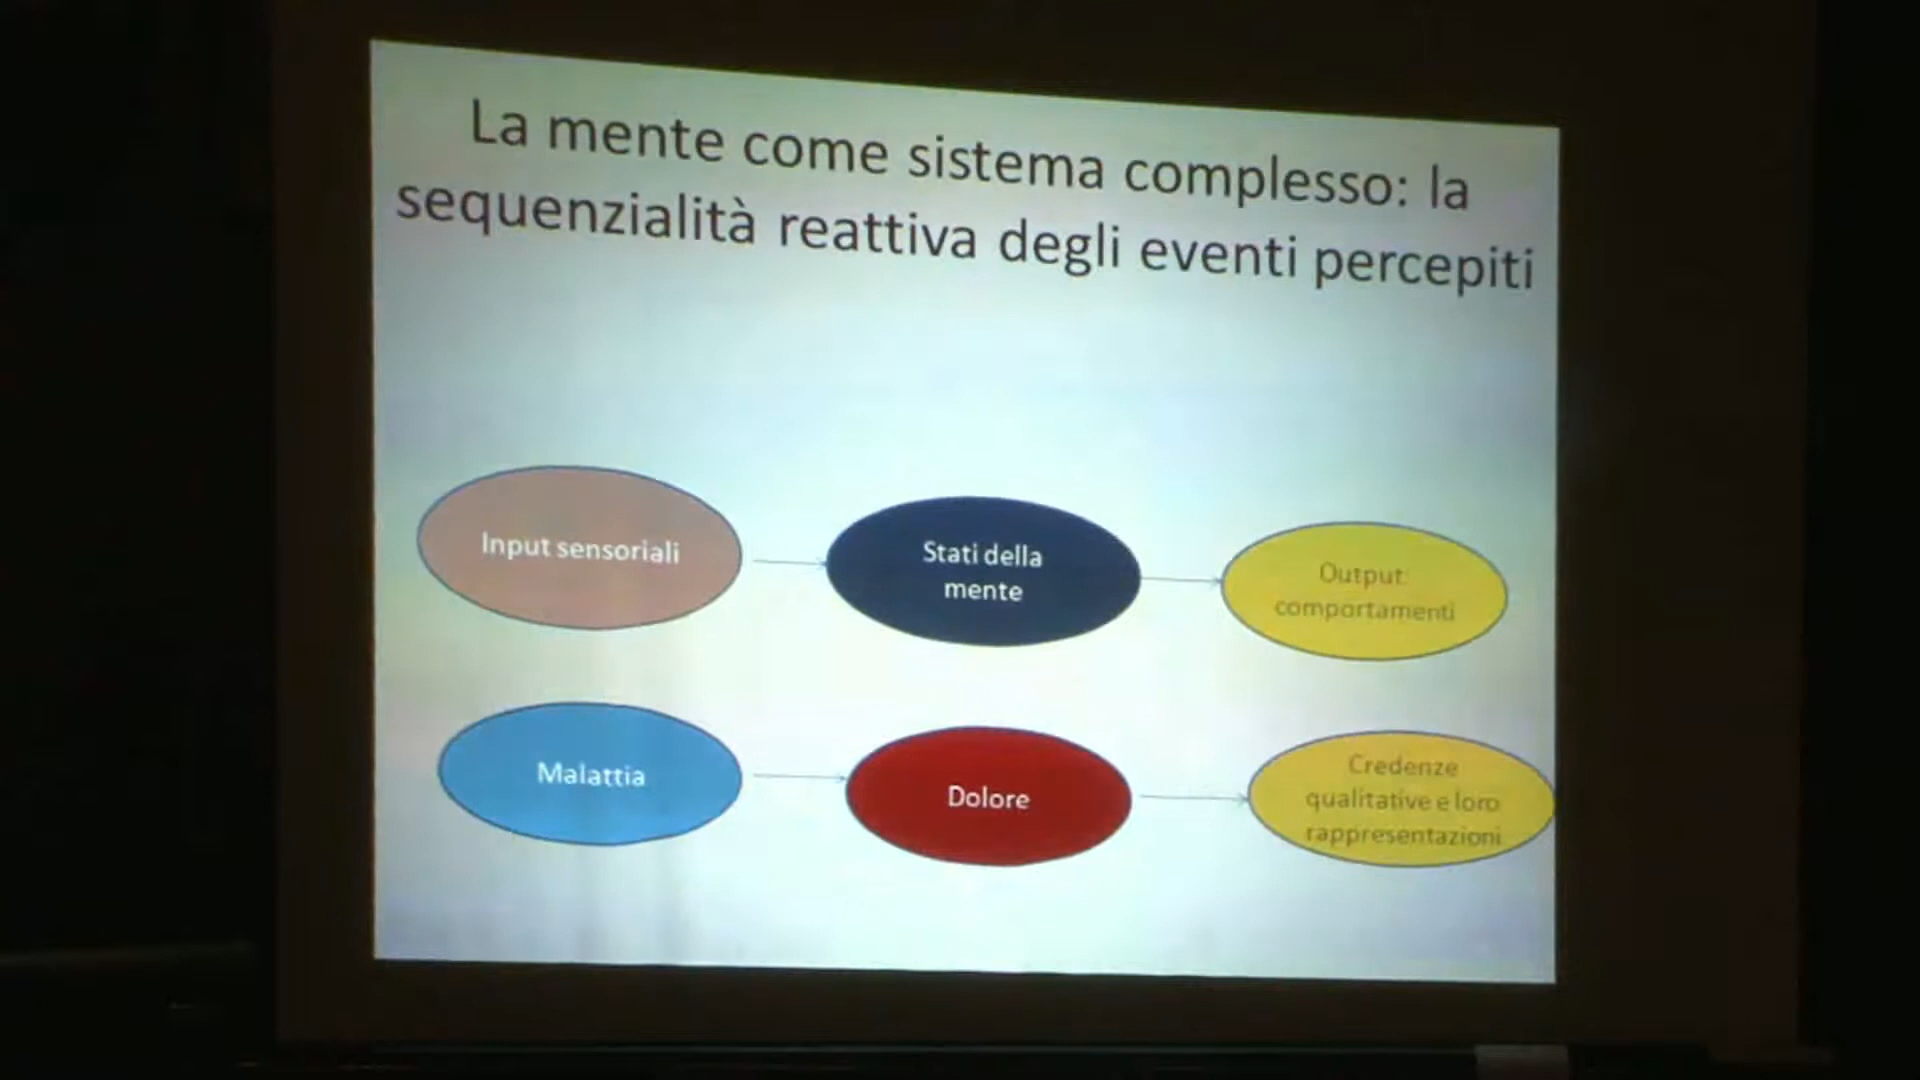 La mente come sistema complesso: la
sequenzialità reattiva degli eventi percepiti
Input sensoriali
Stati della
mente
Output:
comportamenti
Malattia
Dolore
Credenze
qualitative e loro
rappresentazioni